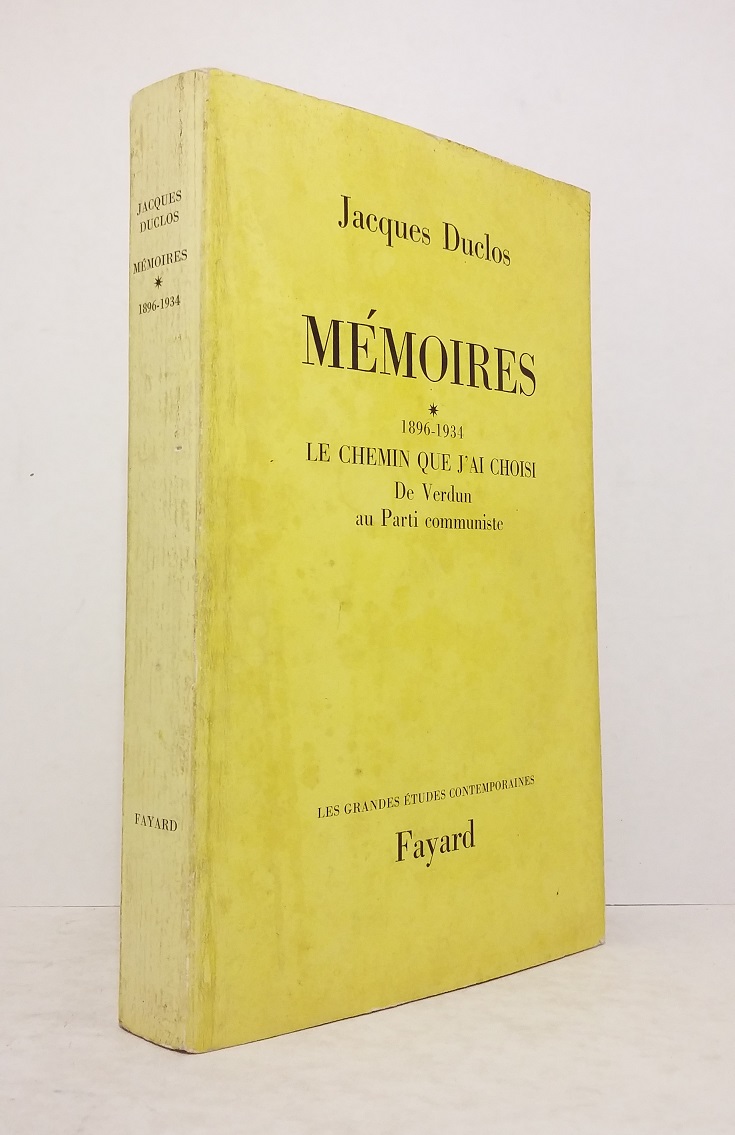 JACQUES
DUCLOS
MÉMOIRES
✷
1896-1934
FAYARD
Jacques Duclos
MÉMOIRES
✷
1896-1934
LE CHEMIN QUE J'AI CHOISI
De Verdun
au Parti communiste
LES GRANDES ÉTUDES CONTEMPORAINES
Fayard